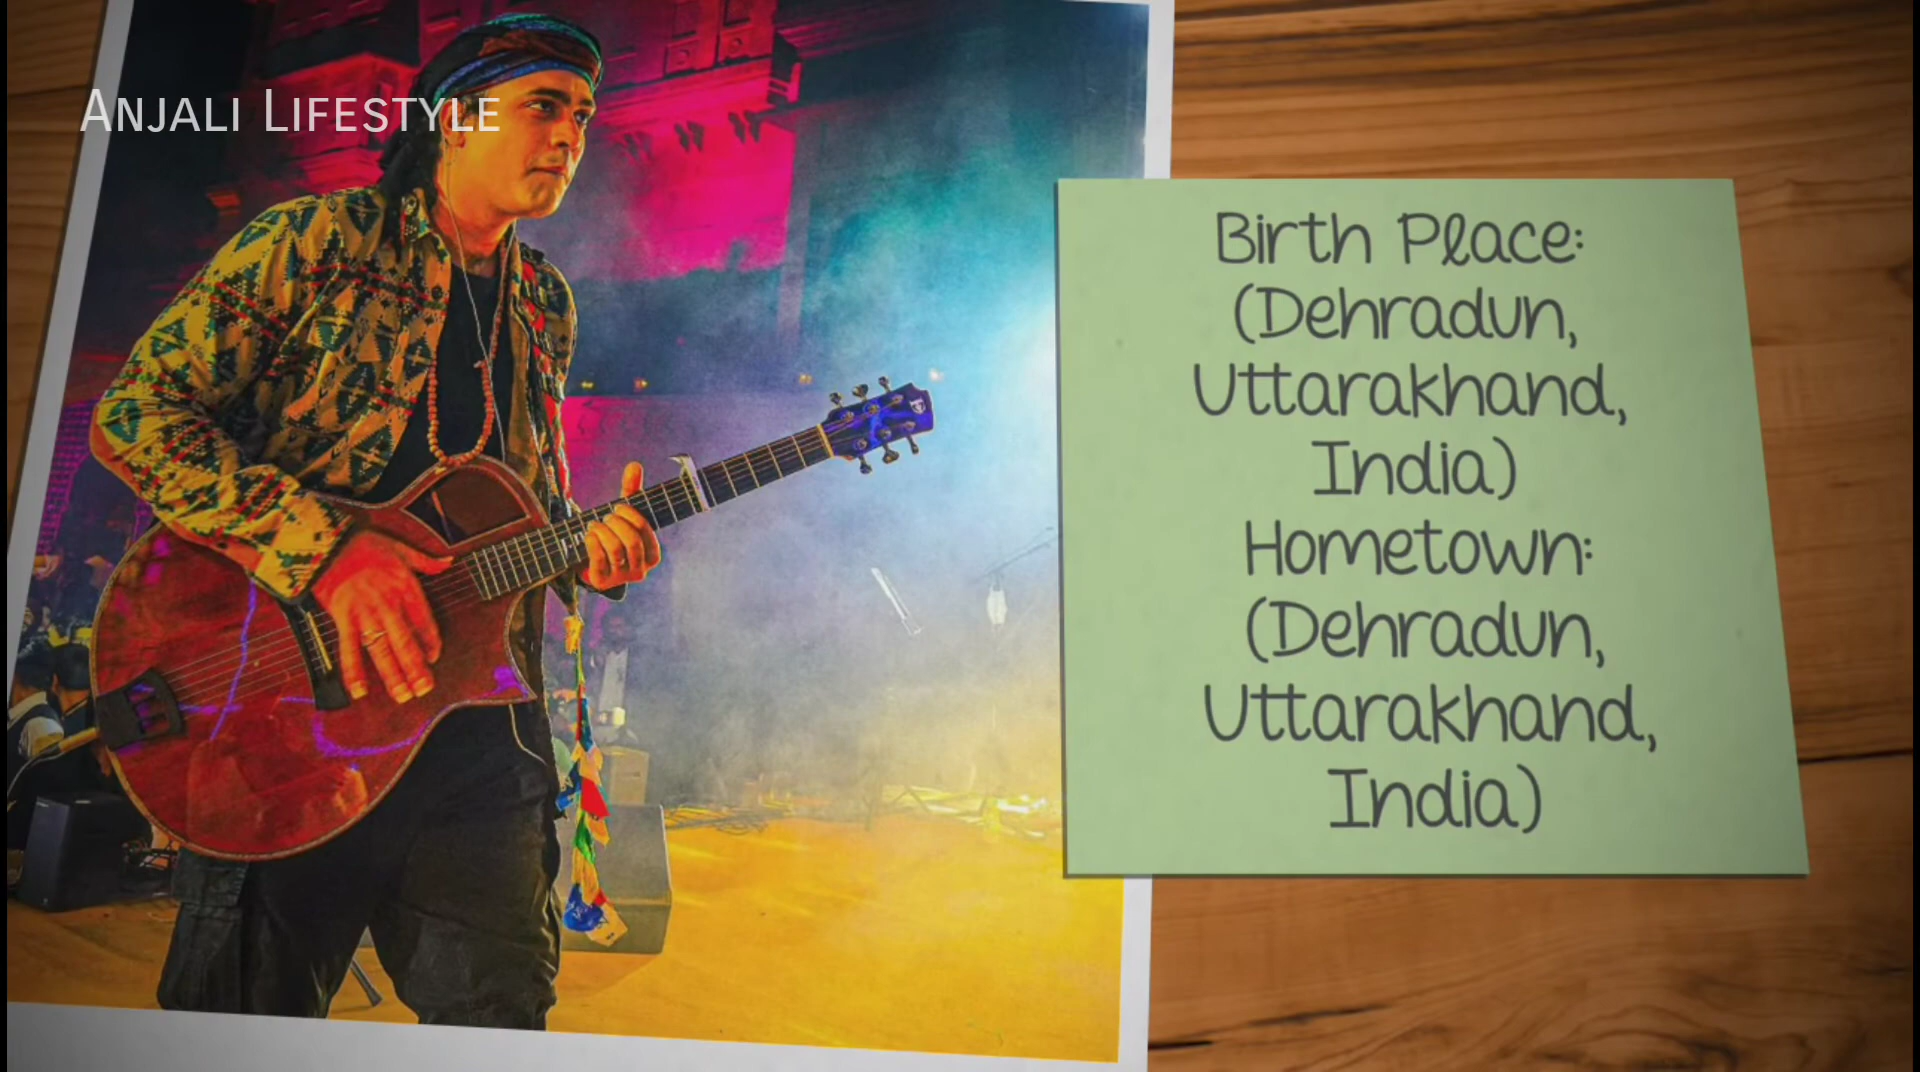 Anjali Lifestyle
Birth Place:
(Dehradun,
Uttarakhand,
India)
Hometown:
(Dehradun,
Uttarakhand,
India)